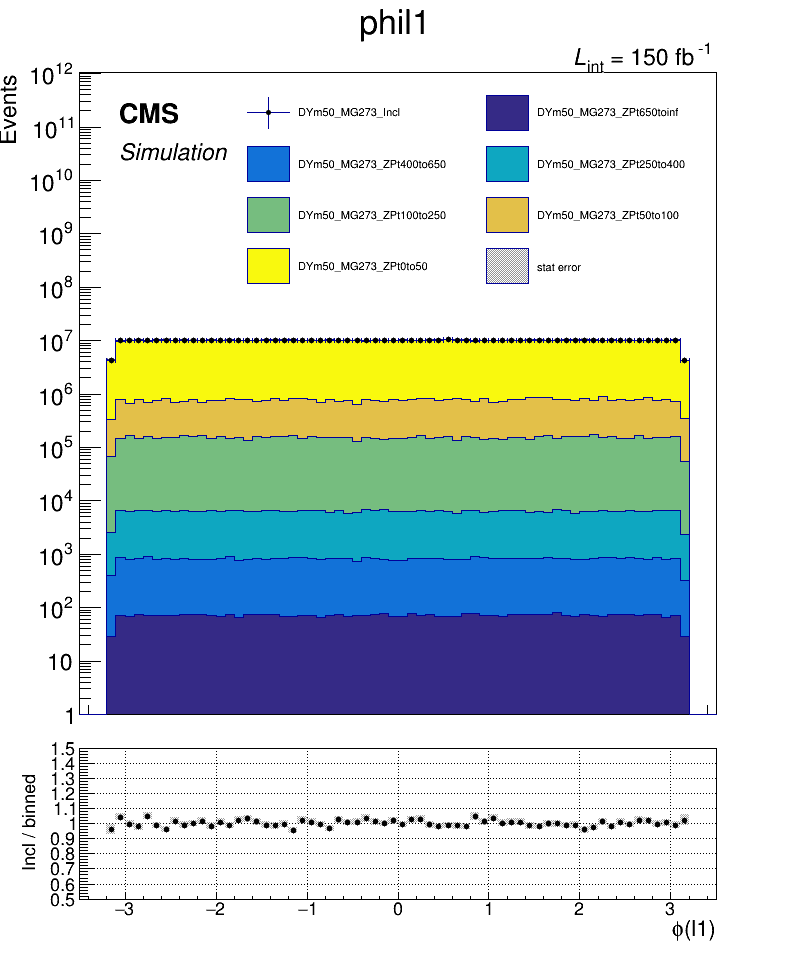 phil1
L_int = 150 fb^-1
Events
10^12
10^11
10^10
10^9
10^8
10^7
10^6
10^5
10^4
10^3
10^2
10
1
CMS
Simulation
DYm50_MG273_Incl
DYm50_MG273_ZPt650toinf
DYm50_MG273_ZPt400to650
DYm50_MG273_ZPt250to400
DYm50_MG273_ZPt100to250
DYm50_MG273_ZPt50to100
DYm50_MG273_ZPt0to50
stat error
Incl / binned
1.5
1.4
1.3
1.2
1.1
1
0.9
0.8
0.7
0.6
0.5
−3 −2 −1 0 1 2 3
ϕ(l1)